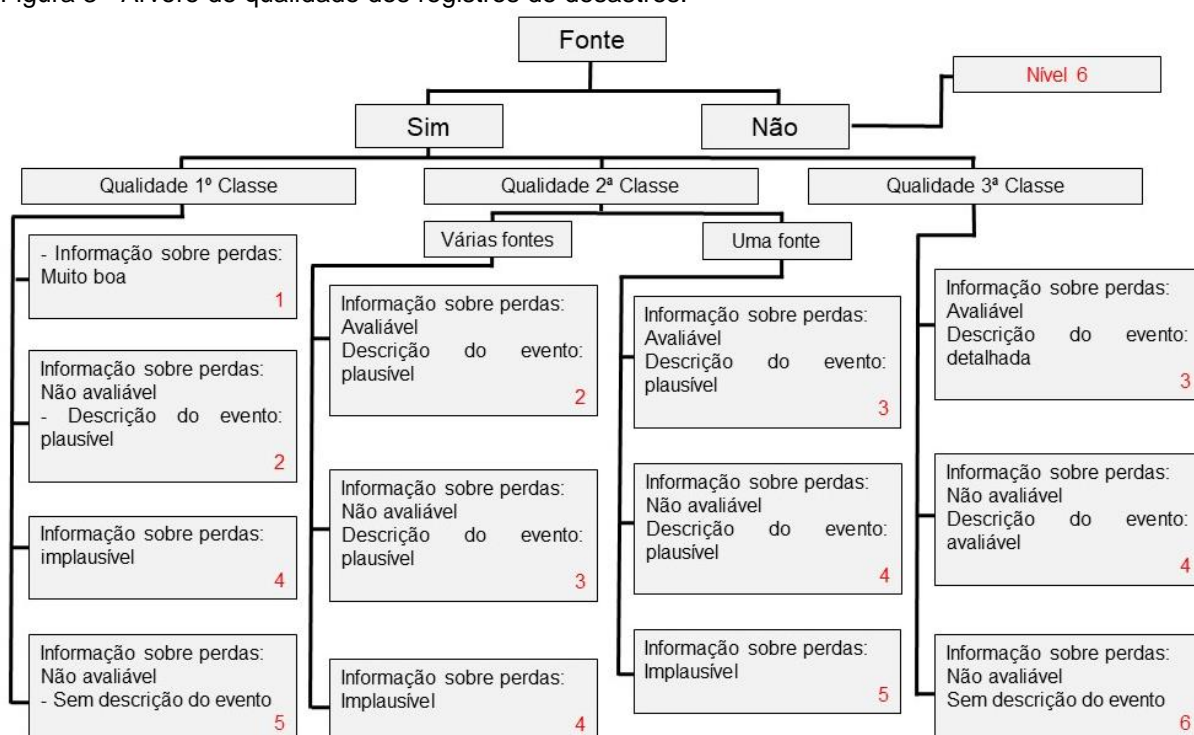 Figura 3 - Árvore de qualidade dos registros de desastres.
Fonte
Nível 6
Sim
Não
Qualidade 1º Classe
Qualidade 2ª Classe
Qualidade 3ª Classe
Várias fontes
Uma fonte
- Informação sobre perdas:
Muito boa
1
Informação sobre perdas:
Não avaliável
- Descrição do evento:
plausível
2
Informação sobre perdas:
implausível
4
Informação sobre perdas:
Não avaliável
- Sem descrição do evento
5
Informação sobre perdas:
Avaliável
Descrição do evento:
plausível
2
Informação sobre perdas:
Não avaliável
Descrição do evento:
plausível
3
Informação sobre perdas:
Implausível
4
Informação sobre perdas:
Avaliável
Descrição do evento:
plausível
3
Informação sobre perdas:
Não avaliável
Descrição do evento:
plausível
4
Informação sobre perdas:
Implausível
5
Informação sobre perdas:
Avaliável
Descrição do evento:
detalhada
3
Informação sobre perdas:
Não avaliável
Descrição do evento:
avaliável
4
Informação sobre perdas:
Não avaliável
Sem descrição do evento
6